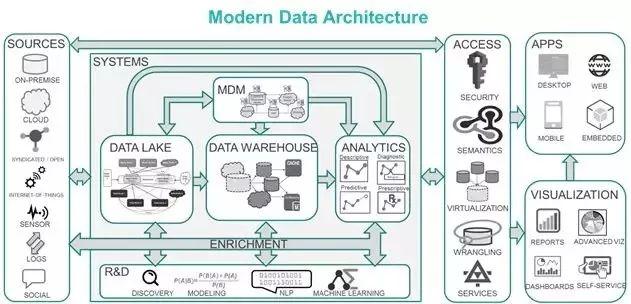 Modern Data Architecture
SOURCES
ON-PREMISE
CLOUD
SYNDICATED / OPEN
INTERNET-OF-THINGS
SENSOR
LOGS
SOCIAL
SYSTEMS
MDM
DATA LAKE
DATA WAREHOUSE
CACHE
ANALYTICS
Descriptive
Diagnostic
Predictive
Prescriptive
ENRICHMENT
R&D
DISCOVERY
MODELING
0100101001
NLP
MACHINE LEARNING
ACCESS
SECURITY
SEMANTICS
VIRTUALIZATION
WRANGLING
SERVICES
APPS
DESKTOP
WEB
MOBILE
EMBEDDED
VISUALIZATION
REPORTS
ADVANCED VIZ
DASHBOARDS
SELF-SERVICE